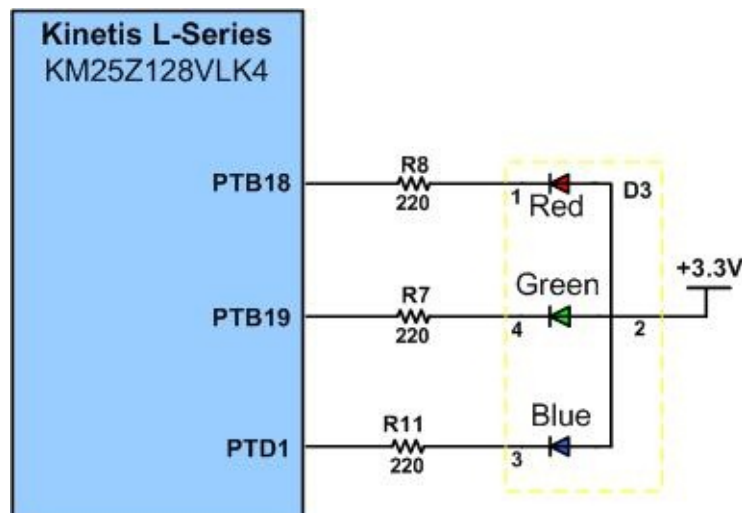 Kinetis L-Series
KM25Z128VLK4
PTB18
R8
220
1
Red
D3
+3.3V
PTB19
R7
220
4
Green
2
PTD1
R11
220
3
Blue